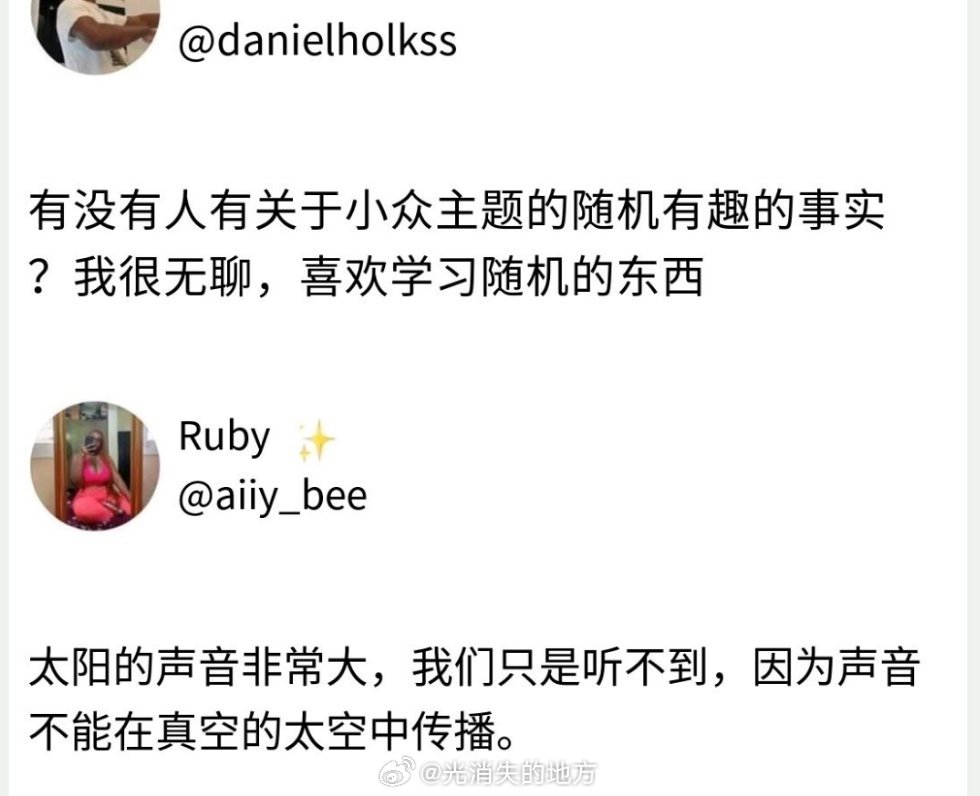 @danielholkss
有没有人有关于小众主题的随机有趣的事实
？我很无聊，喜欢学习随机的东西
Ruby ✨
@aiiy_bee
太阳的声音非常大，我们只是听不到，因为声音
不能在真空的太空中传播。
@光消失的地方